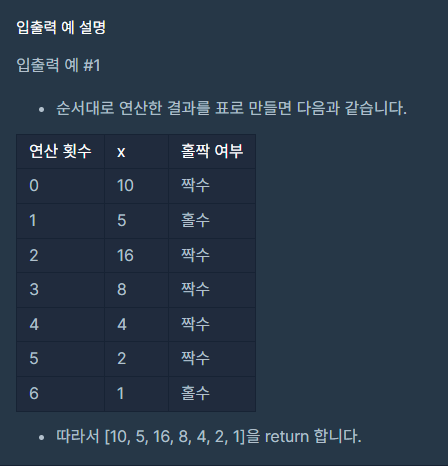 입출력 예 설명
입출력 예 #1
• 순서대로 연산한 결과를 표로 만들면 다음과 같습니다.
연산 횟수 x 홀짝 여부
0 10 짝수
1 5 홀수
2 16 짝수
3 8 짝수
4 4 짝수
5 2 짝수
6 1 홀수
• 따라서 [10, 5, 16, 8, 4, 2, 1]을 return 합니다.